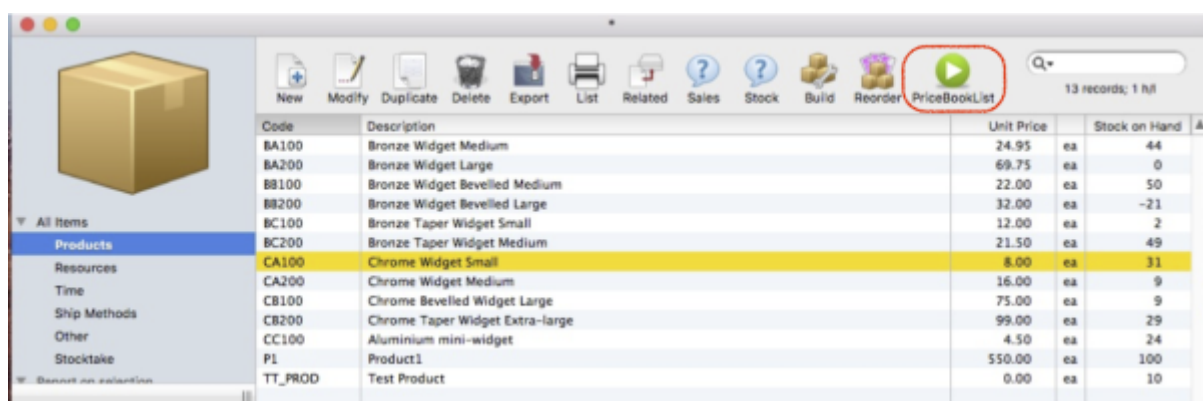 New Modify Duplicate Delete Export List Related Sales Stock Build Reorder PriceBookList
13 records; 1 h/l
All Items
Products
Resources
Time
Ship Methods
Other
Stocktake
Report on selection
Code Description Unit Price Stock on Hand
BA100 Bronze Widget Medium 24.95 ea 44
BA200 Bronze Widget Large 69.75 ea 0
BB100 Bronze Widget Bevelled Medium 22.00 ea 50
BB200 Bronze Widget Bevelled Large 32.00 ea -21
BC100 Bronze Taper Widget Small 12.00 ea 2
BC200 Bronze Taper Widget Medium 21.50 ea 49
CA100 Chrome Widget Small 8.00 ea 31
CA200 Chrome Widget Medium 16.00 ea 9
CB100 Chrome Bevelled Widget Large 75.00 ea 9
CB200 Chrome Taper Widget Extra-large 99.00 ea 29
CC100 Aluminium mini-widget 4.50 ea 24
P1 Product1 550.00 ea 100
TT_PROD Test Product 0.00 ea 10